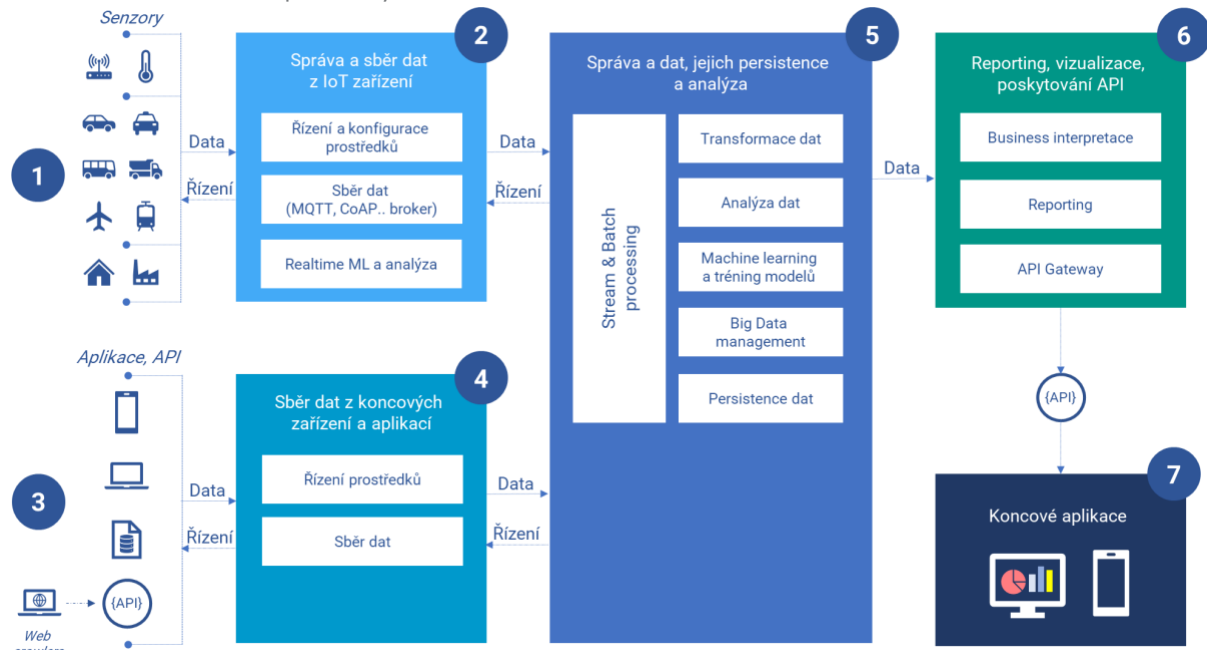 Senzory
1
Data
Řízení
2
Správa a sběr dat
z IoT zařízení
Řízení a konfigurace
prostředků
Sběr dat
(MQTT, CoAP.. broker)
Realtime ML a analýza
Data
Řízení
Aplikace, API
3
{API}
Web
Data
Řízení
4
Sběr dat z koncových
zařízení a aplikací
Řízení prostředků
Sběr dat
Data
Řízení
5
Správa a dat, jejich persistence
a analýza
Stream & Batch
processing
Transformace dat
Analýza dat
Machine learning
a tréning modelů
Big Data
management
Persistence dat
Data
6
Reporting, vizualizace,
poskytování API
Business interpretace
Reporting
API Gateway
{API}
7
Koncové aplikace